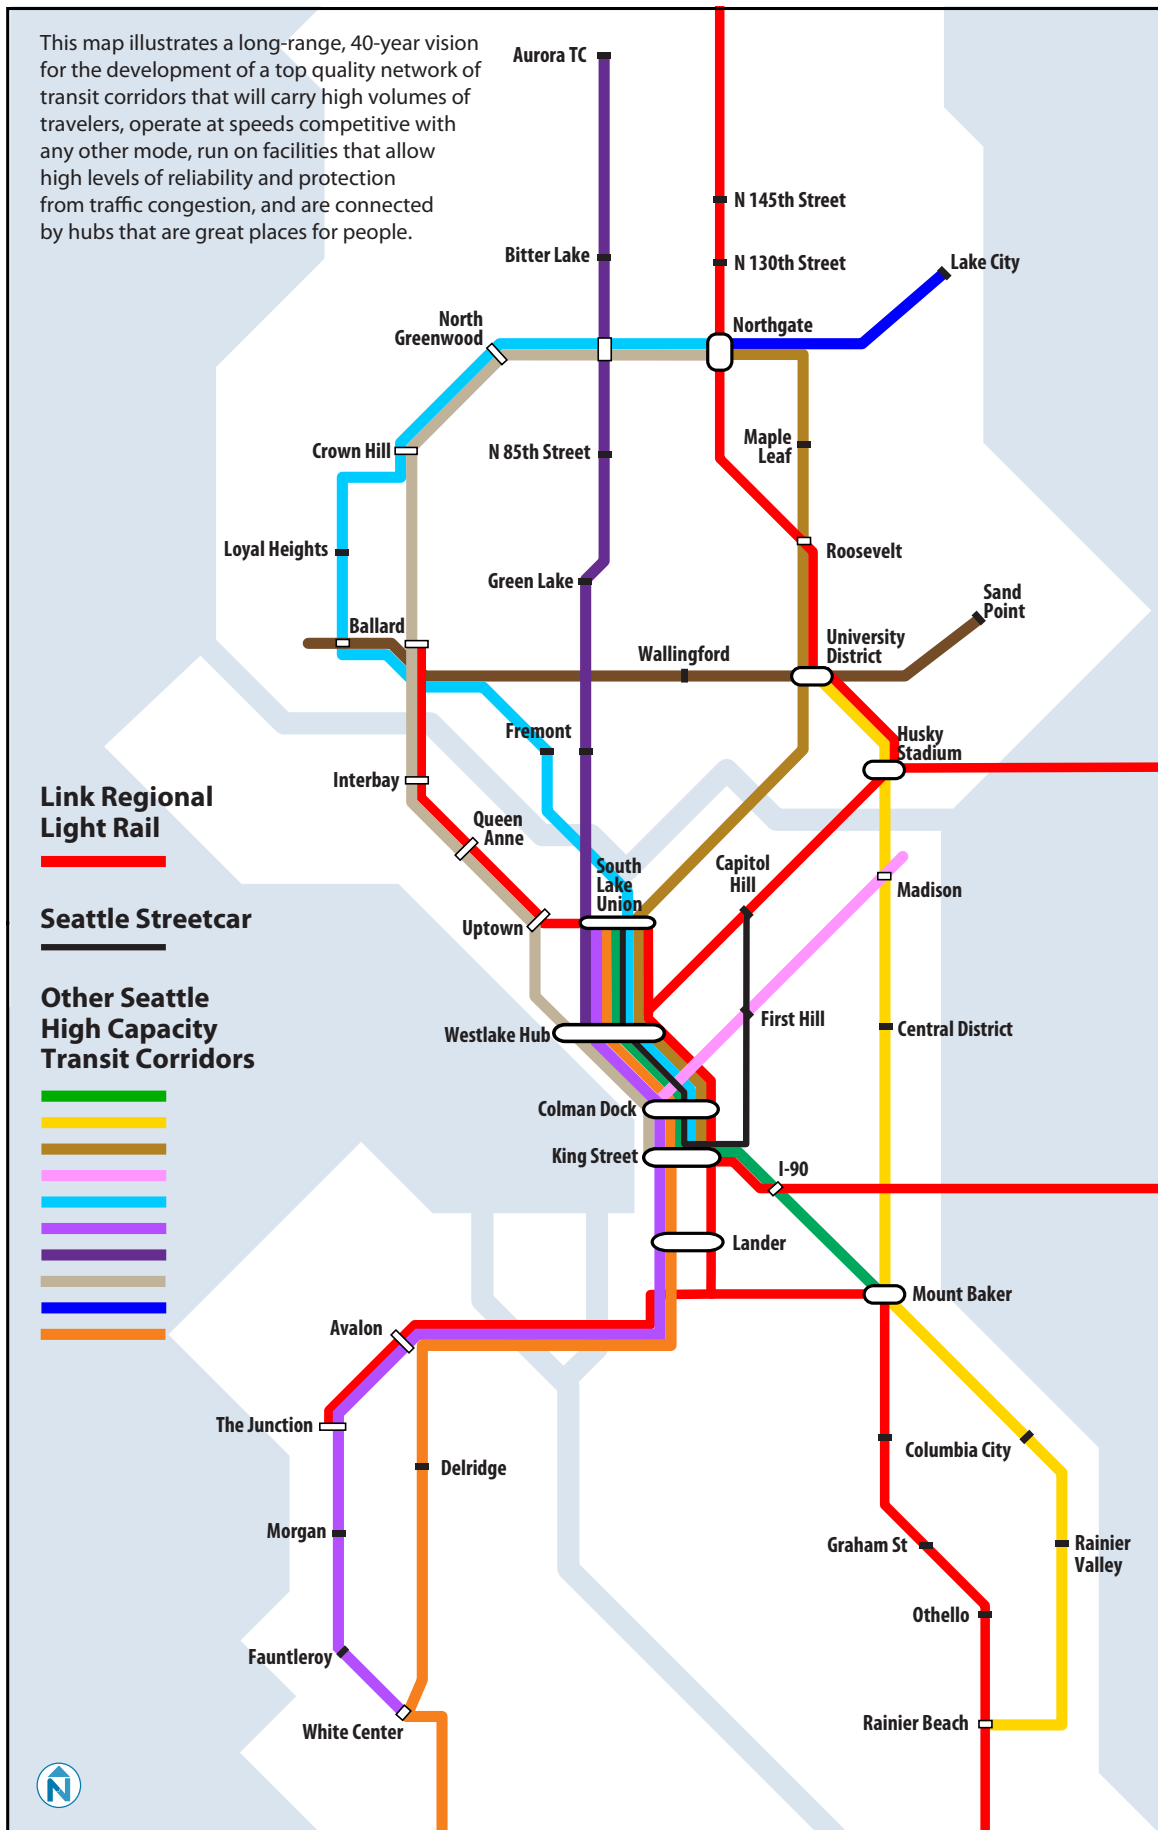 This map illustrates a long-range, 40-year vision
for the development of a top quality network of
transit corridors that will carry high volumes of
travelers, operate at speeds competitive with
any other mode, run on facilities that allow
high levels of reliability and protection
from traffic congestion, and are connected
by hubs that are great places for people.
Aurora TC
N 145th Street
Bitter Lake
N 130th Street
Lake City
North
Greenwood
Northgate
Crown Hill
N 85th Street
Maple
Leaf
Loyal Heights
Roosevelt
Green Lake
Sand
Point
Ballard
Wallingford
University
District
Fremont
Husky
Stadium
Interbay
Link Regional
Light Rail
Queen
Anne
South
Lake
Union
Capitol
Hill
Madison
Seattle Streetcar
Uptown
Other Seattle
High Capacity
Transit Corridors
First Hill
Central District
Westlake Hub
Colman Dock
King Street
I-90
Lander
Mount Baker
Avalon
The Junction
Columbia City
Delridge
Morgan
Graham St
Rainier
Valley
Othello
Fauntleroy
White Center
Rainier Beach
N